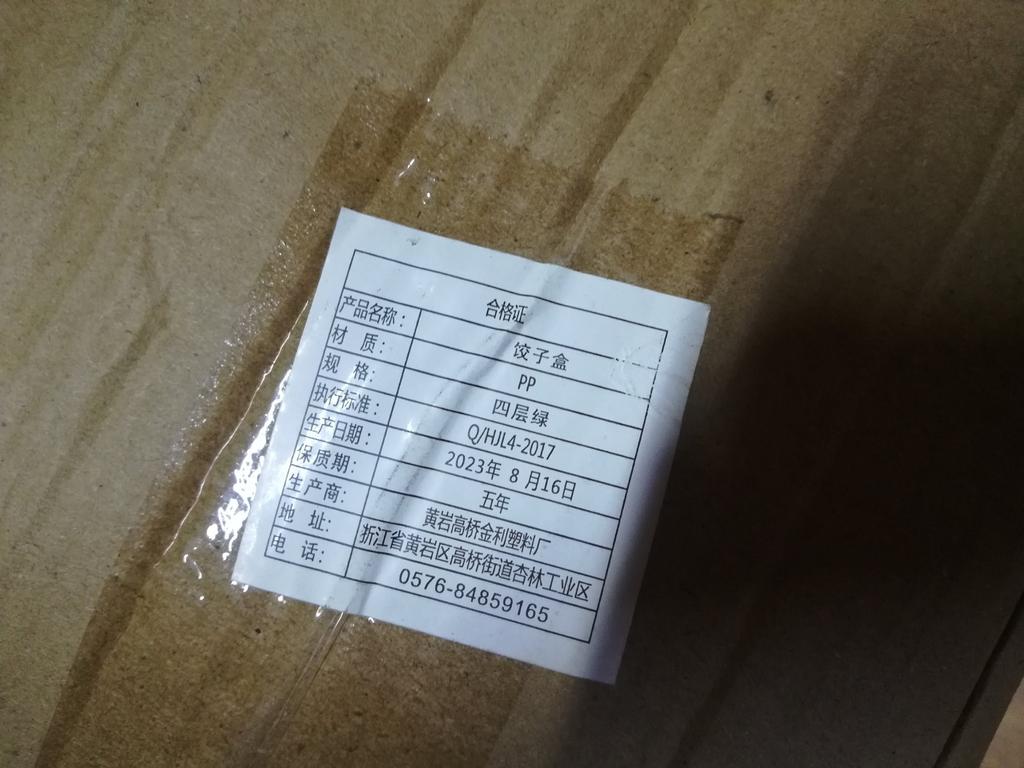 合格证
产品名称： 饺子盒
材 质： PP
规 格： 四层绿
执行标准： Q/HJL4-2017
生产日期： 2023年 8 月16日
保质期： 五年
生产商： 黄岩高桥金利塑料厂
地 址： 浙江省黄岩区高桥街道杏林工业区
电 话： 0576-84859165